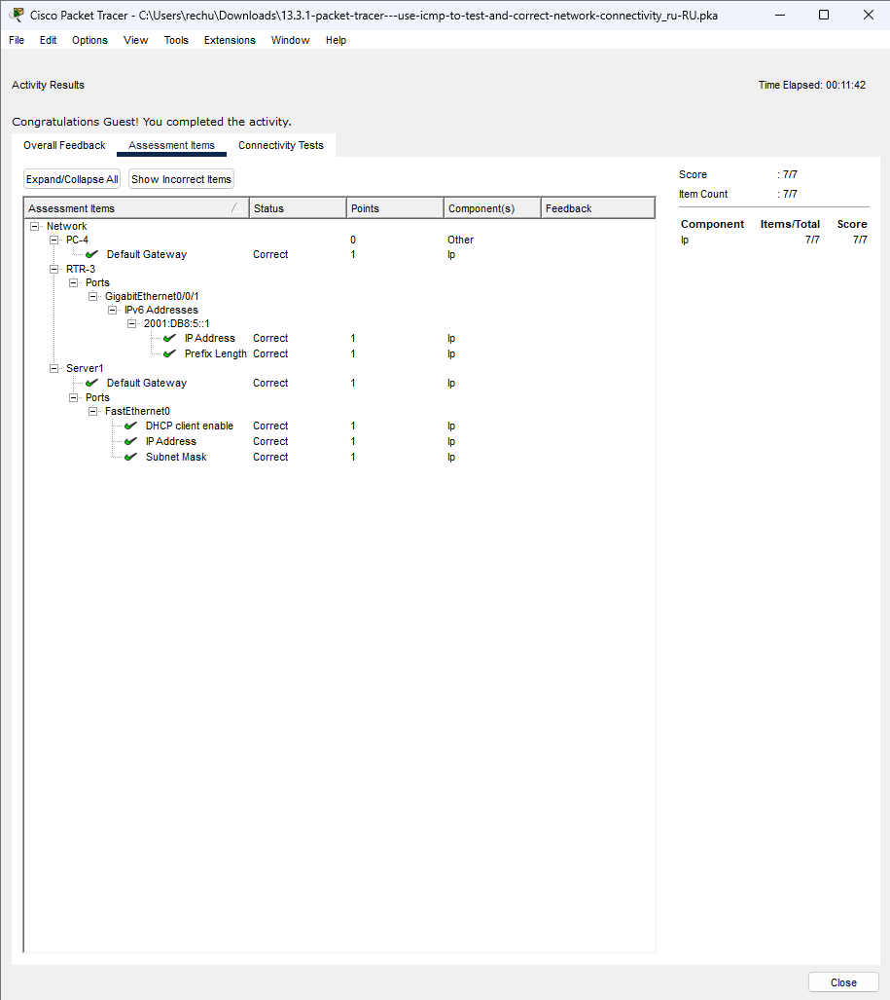 Cisco Packet Tracer - C:\Users\rechu\Downloads\13.3.1-packet-tracer---use-icmp-to-test-and-correct-network-connectivity_ru-RU.pka
File Edit Options View Tools Extensions Window Help
Activity Results Time Elapsed: 00:11:42
Congratulations Guest! You completed the activity.
Overall Feedback Assessment Items Connectivity Tests
Expand/Collapse All Show Incorrect Items
Assessment Items Status Points Component(s) Feedback
Network
PC-4 0 Other
Default Gateway Correct 1 Ip
RTR-3
Ports
GigabitEthernet0/0/1
IPv6 Addresses
2001:DB8:5::1
IP Address Correct 1 Ip
Prefix Length Correct 1 Ip
Server1
Default Gateway Correct 1 Ip
Ports
FastEthernet0
DHCP client enable Correct 1 Ip
IP Address Correct 1 Ip
Subnet Mask Correct 1 Ip
Score : 7/7
Item Count : 7/7
Component Items/Total Score
Ip 7/7 7/7
Close